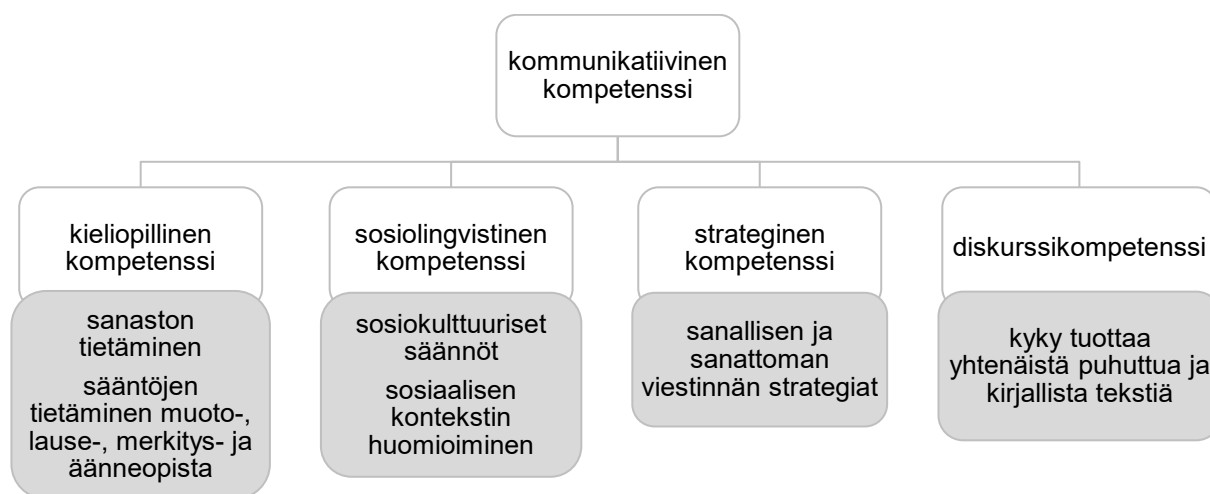 kommunikatiivinen
kompetenssi
kieliopillinen
kompetenssi
sanaston
tietäminen
sääntöjen
tietäminen muoto-,
lause-, merkitys- ja
äänneopista
sosiolingvistinen
kompetenssi
sosiokulttuuriset
säännöt
sosiaalisen
kontekstin
huomioiminen
strateginen
kompetenssi
sanallisen ja
sanattoman
viestinnän strategiat
diskurssikompetenssi
kyky tuottaa
yhtenäistä puhuttua ja
kirjallista tekstiä